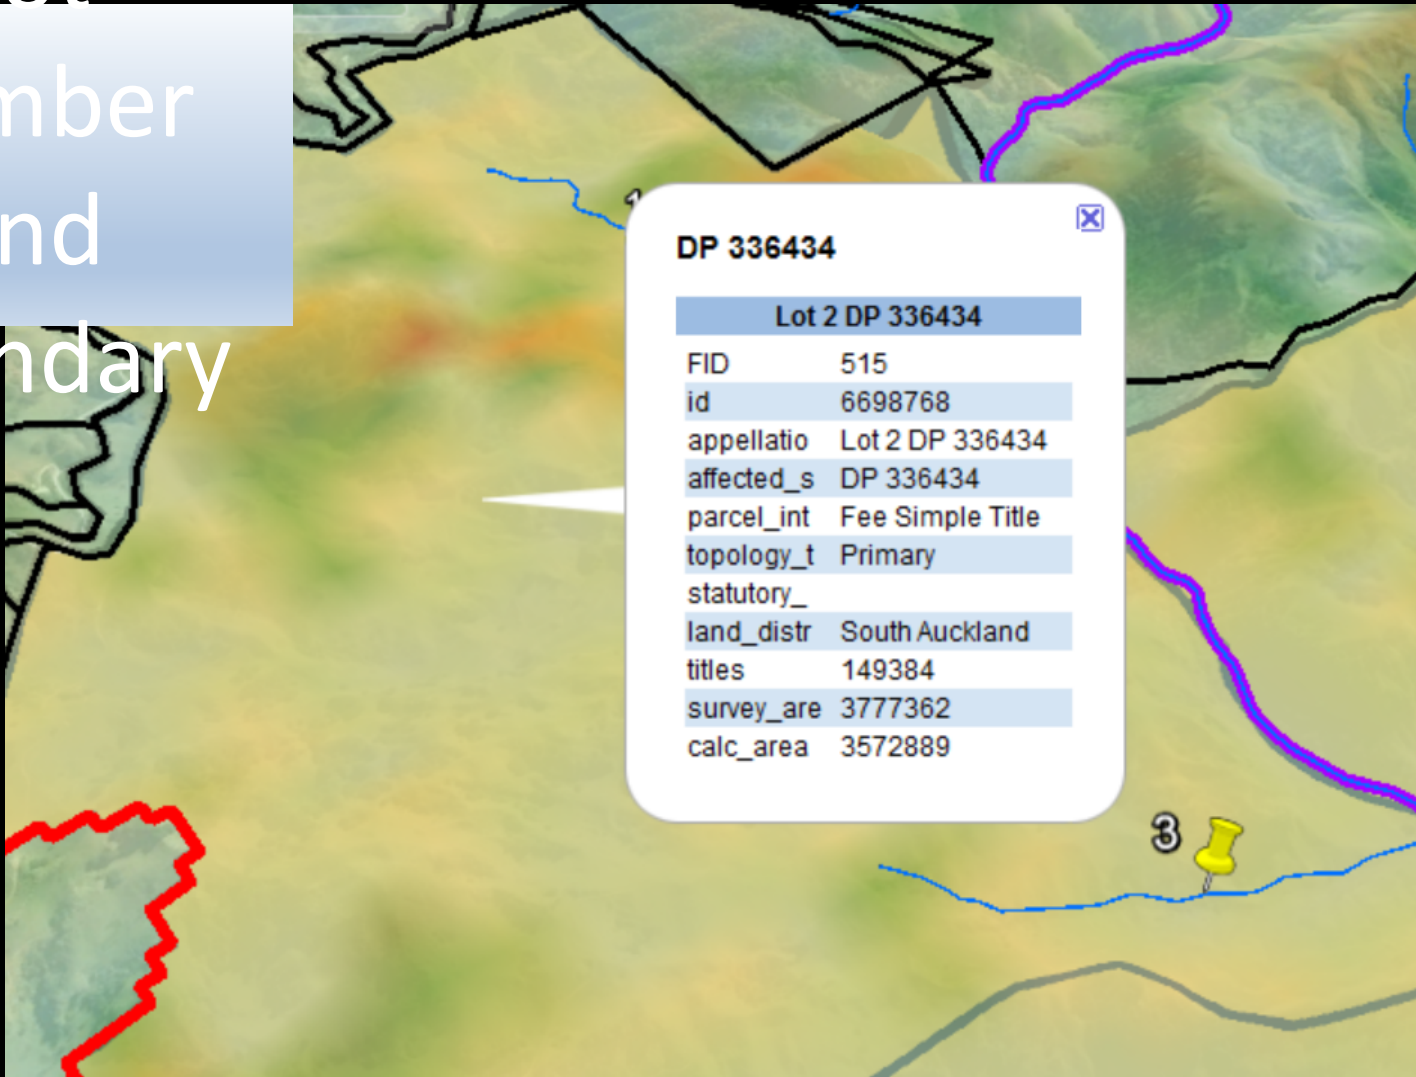 DP 336434
Lot 2 DP 336434
FID 515
id 6698768
appellatio Lot 2 DP 336434
affected_s DP 336434
parcel_int Fee Simple Title
topology_t Primary
statutory_
land_distr South Auckland
titles 149384
survey_are 3777362
calc_area 3572889
3
mber
nd
ndary